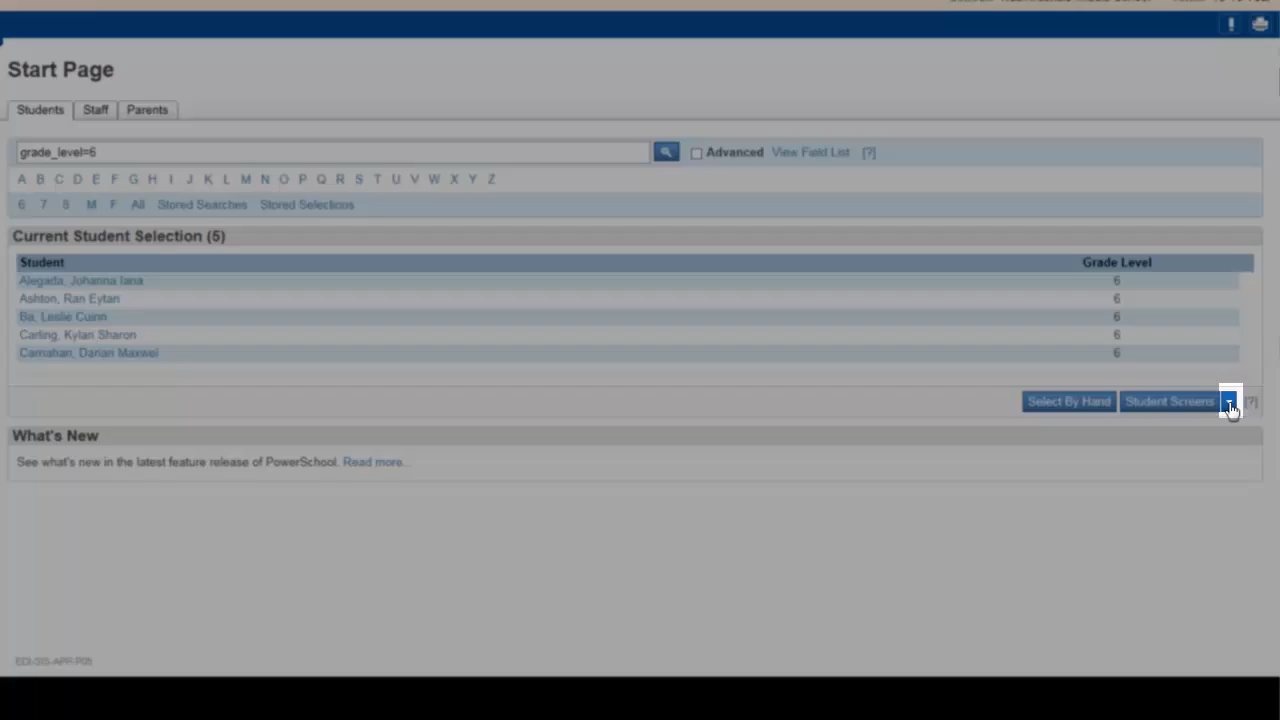 Start Page
Students Staff Parents
grade_level=6 Advanced View Field List [?]
A B C D E F G H I J K L M N O P Q R S T U V W X Y Z
6 7 8 M F All Stored Searches Stored Selections
Current Student Selection (5)
Student Grade Level
Alegada, Johanna Iana 6
Ashton, Ran Eytan 6
Ba, Leslie Cuinn 6
Carling, Kylan Sharon 6
Carnahan, Darian Maxwel 6
Select By Hand Student Screens [?]
What's New
See what's new in the latest feature release of PowerSchool. Read more...